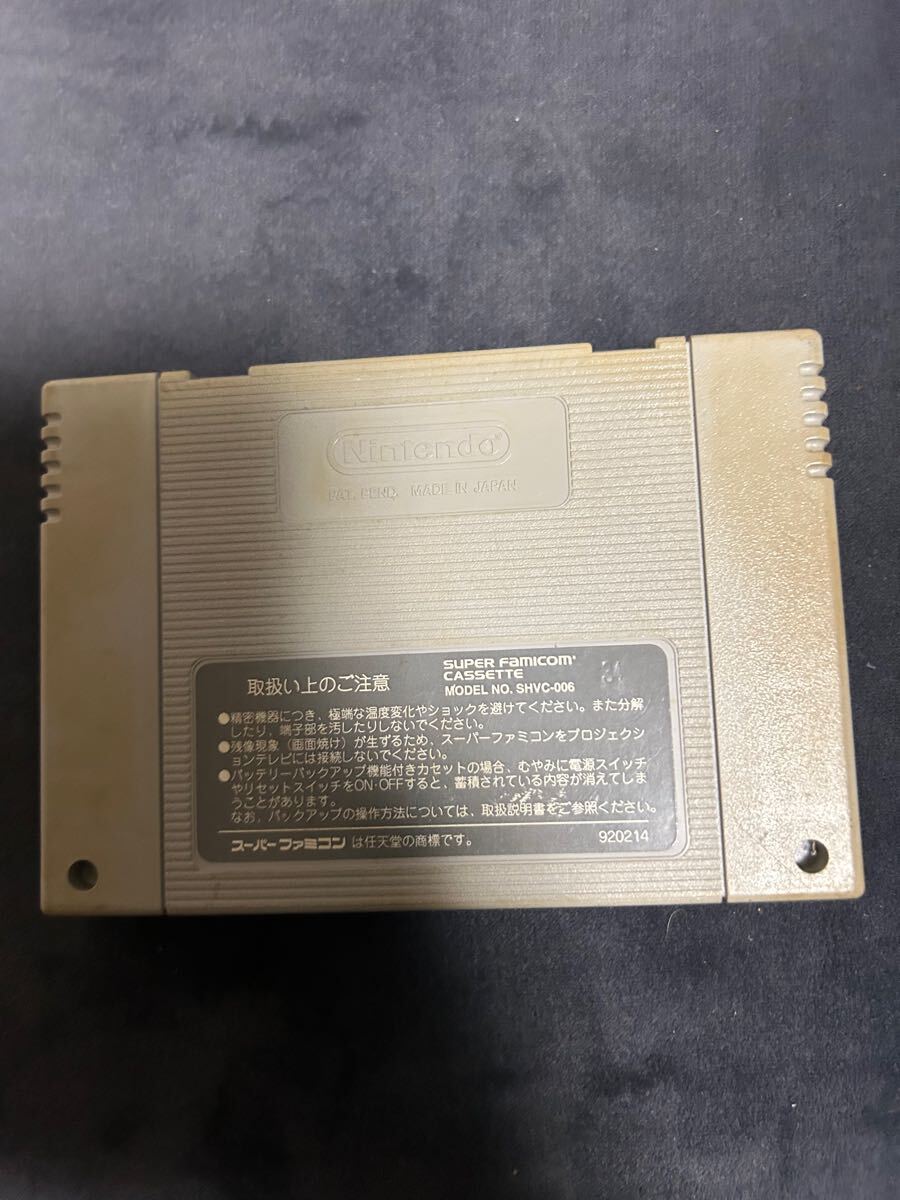 Nintendo®
PAT. PEND. MADE IN JAPAN
取扱い上のご注意
SUPER FAMICOM®
CASSETTE
MODEL NO. SHVC-006
●精密機器につき、極端な温度変化やショックを避けてください。また分解
したり、端子部を汚したりしないでください。
●残像現象（画面焼け）が生ずるため、スーパーファミコンをプロジェクシ
ョンテレビには接続しないでください。
●バッテリーバックアップ機能付きカセットの場合、むやみに電源スイッチ
やリセットスイッチをON・OFFすると、蓄積されている内容が消えてしま
うことがあります。
なお、バックアップの操作方法については、取扱説明書をご参照ください。
スーパーファミコン は任天堂の商標です。
920214